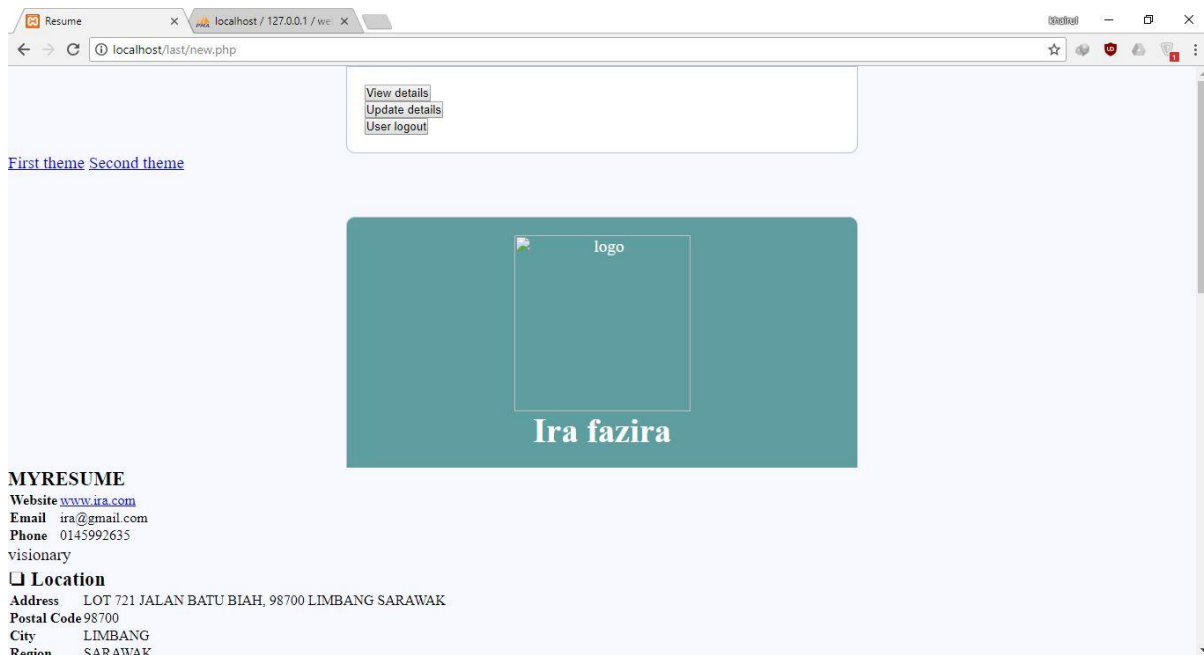 Resume
localhost / 127.0.0.1 / we
khairul
localhost/last/new.php
1
View details
Update details
User logout
First theme Second theme
logo
Ira fazira
MYRESUME
Website www.ira.com
Email ira@gmail.com
Phone 0145992635
visionary
❏ Location
Address LOT 721 JALAN BATU BIAH, 98700 LIMBANG SARAWAK
Postal Code 98700
City LIMBANG
Region SARAWAK